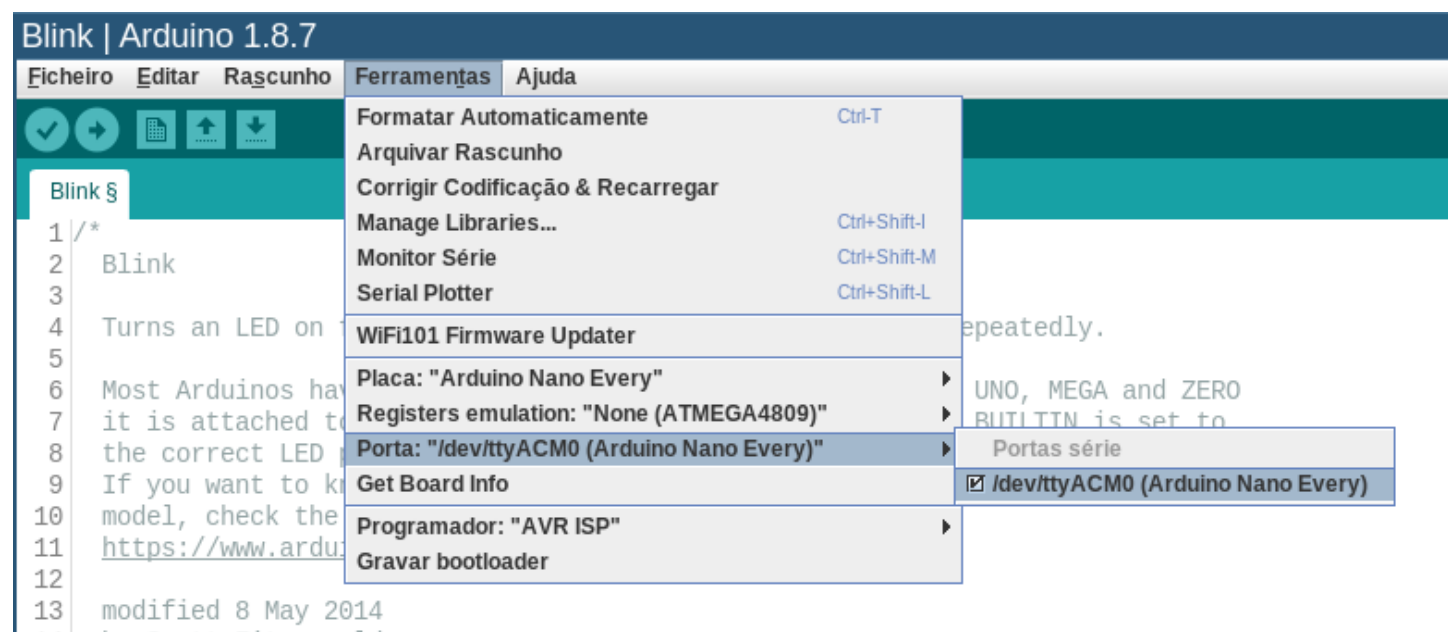 Blink | Arduino 1.8.7
Ficheiro Editar Rascunho Ferramentas Ajuda
Blink §
Formatar Automaticamente Ctrl-T
Arquivar Rascunho
Corrigir Codificação & Recarregar
Manage Libraries... Ctrl+Shift-I
Monitor Série Ctrl+Shift-M
Serial Plotter Ctrl+Shift-L
WiFi101 Firmware Updater
Placa: "Arduino Nano Every"
Registers emulation: "None (ATMEGA4809)"
Porta: "/dev/ttyACM0 (Arduino Nano Every)"
Get Board Info
Programador: "AVR ISP"
Gravar bootloader
Portas série
/dev/ttyACM0 (Arduino Nano Every)
1 /*
2 Blink
3
4 Turns an LED on epeatedly.
5
6 Most Arduinos UNO, MEGA and ZERO
7 it is attached BUILTIN is set to
8 the correct LED
9 If you want to
10 model, check the
11 https://www.ardui
12
13 modified 8 May 2014